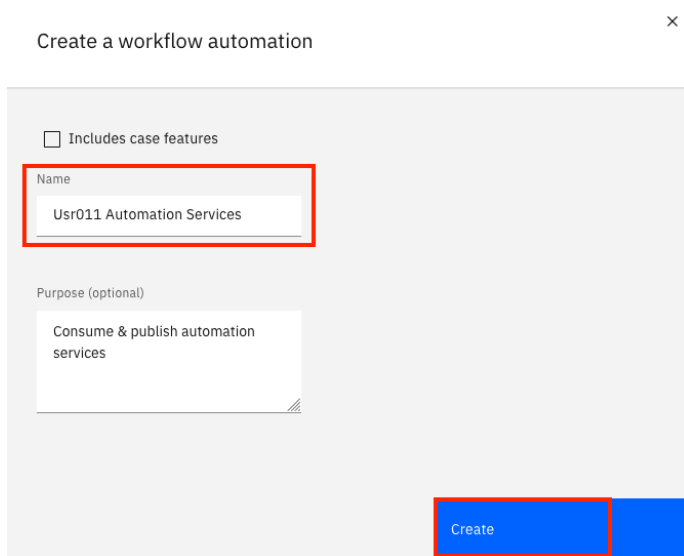 Create a workflow automation
Includes case features
Name
Usr011 Automation Services
Purpose (optional)
Consume & publish automation
services
Create